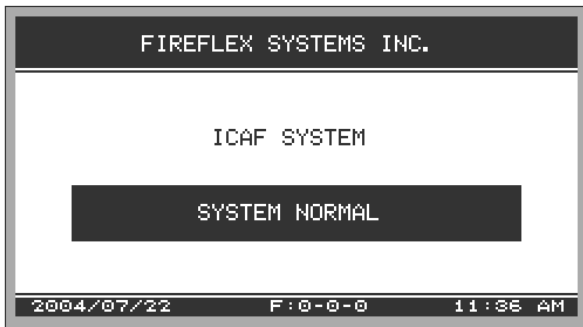 FIREFLEX SYSTEMS INC.
ICAF SYSTEM
SYSTEM NORMAL
2004/07/22 F:0-0-0 11:36 AM